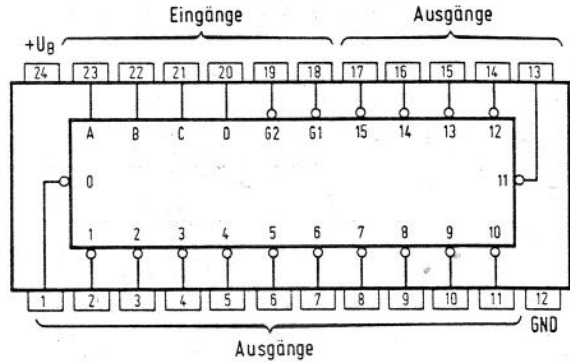 Eingänge Ausgänge
+UB
24 23 22 21 20 19 18 17 16 15 14 13
A B C D G2 G1 15 14 13 12
0 11
1 2 3 4 5 6 7 8 9 10
1 2 3 4 5 6 7 8 9 10 11 12
GND
Ausgänge